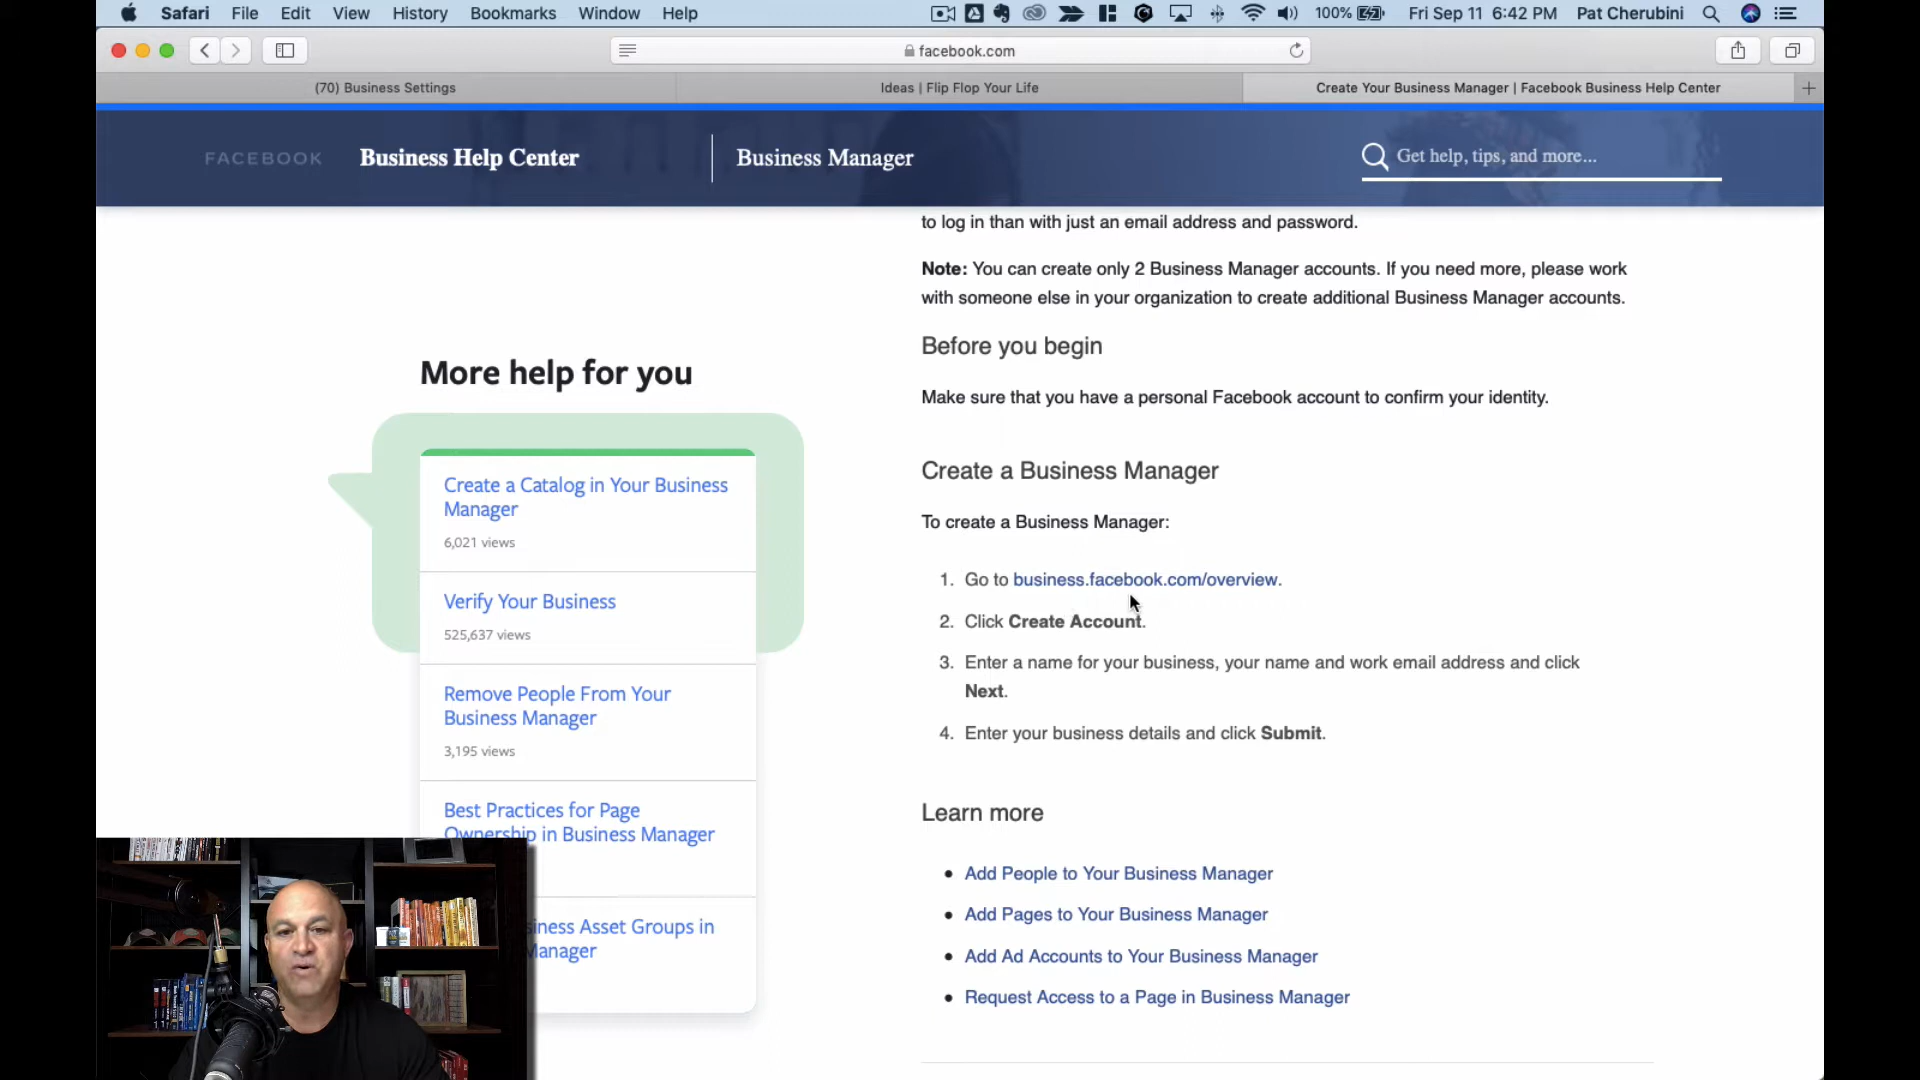 Safari File Edit View History Bookmarks Window Help 100% Fri Sep 11 6:42 PM Pat Cherubini
facebook.com
(70) Business Settings
Ideas | Flip Flop Your Life
Create Your Business Manager | Facebook Business Help Center
FACEBOOK Business Help Center Business Manager Get help, tips, and more...
to log in than with just an email address and password.
Note: You can create only 2 Business Manager accounts. If you need more, please work
with someone else in your organization to create additional Business Manager accounts.
Before you begin
Make sure that you have a personal Facebook account to confirm your identity.
Create a Business Manager
To create a Business Manager:
1. Go to business.facebook.com/overview.
2. Click Create Account.
3. Enter a name for your business, your name and work email address and click
Next.
4. Enter your business details and click Submit.
Learn more
• Add People to Your Business Manager
• Add Pages to Your Business Manager
• Add Ad Accounts to Your Business Manager
• Request Access to a Page in Business Manager
More help for you
Create a Catalog in Your Business
Manager
6,021 views
Verify Your Business
525,637 views
Remove People From Your
Business Manager
3,195 views
Best Practices for Page
Ownership in Business Manager
siness Asset Groups in
Manager